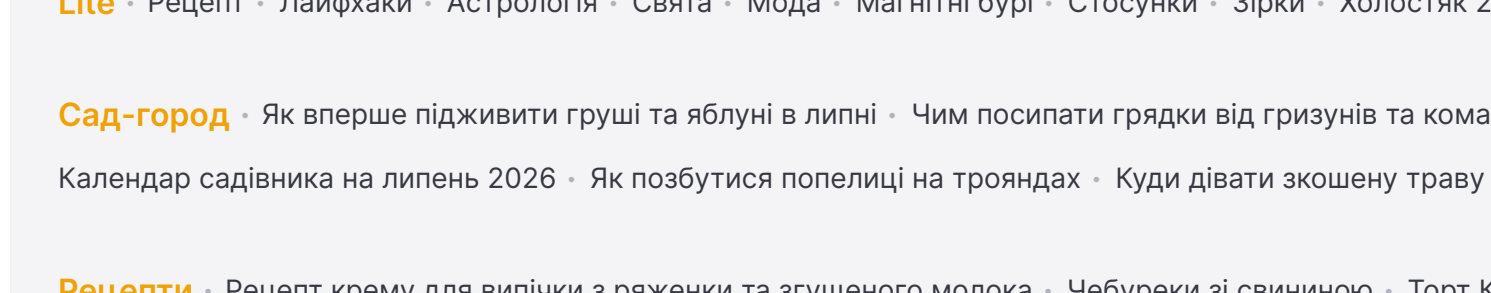 Lite • Рецепт • Лайфхаки • Астрологія • Свята • Мода • Магнітні бурі • Стосунки • Зірки • Холостяк 2
Сад-город • Як вперше підживити груші та яблуні в липні • Чим посипати грядки від гризунів та кома
Календар садівника на липень 2026 • Як позбутися попелиці на трояндах • Куди дівати зкошену траву
Рецепти • Рецепт крему для випічки з ряженки та згущеного молока • Чебуреки зі свининою • Торт К